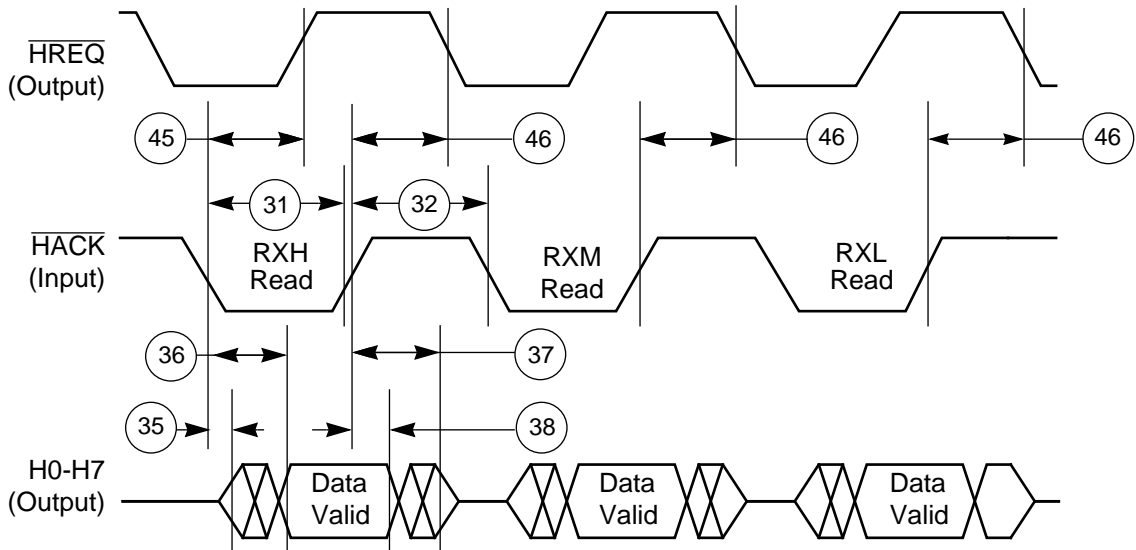 HREQ
(Output)
45
46
46
46
31
32
HACK
(Input)
RXH
Read
RXM
Read
RXL
Read
36
37
35
38
H0-H7
(Output)
Data
Valid
Data
Valid
Data
Valid